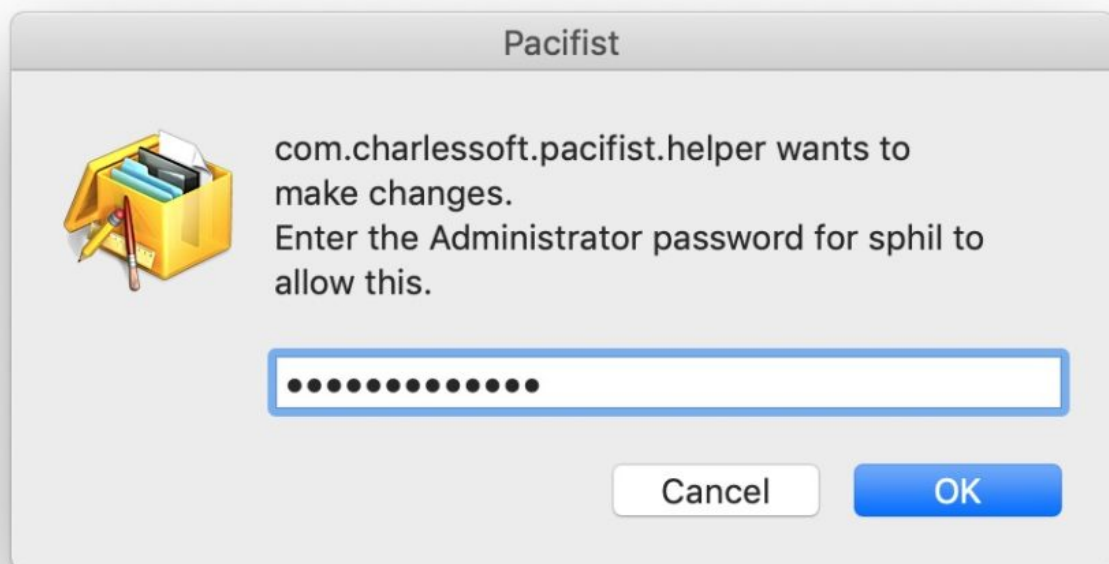 Pacifist
com.charlessoft.pacifist.helper wants to
make changes.
Enter the Administrator password for sphil to
allow this.
•••••••••••••
Cancel
OK